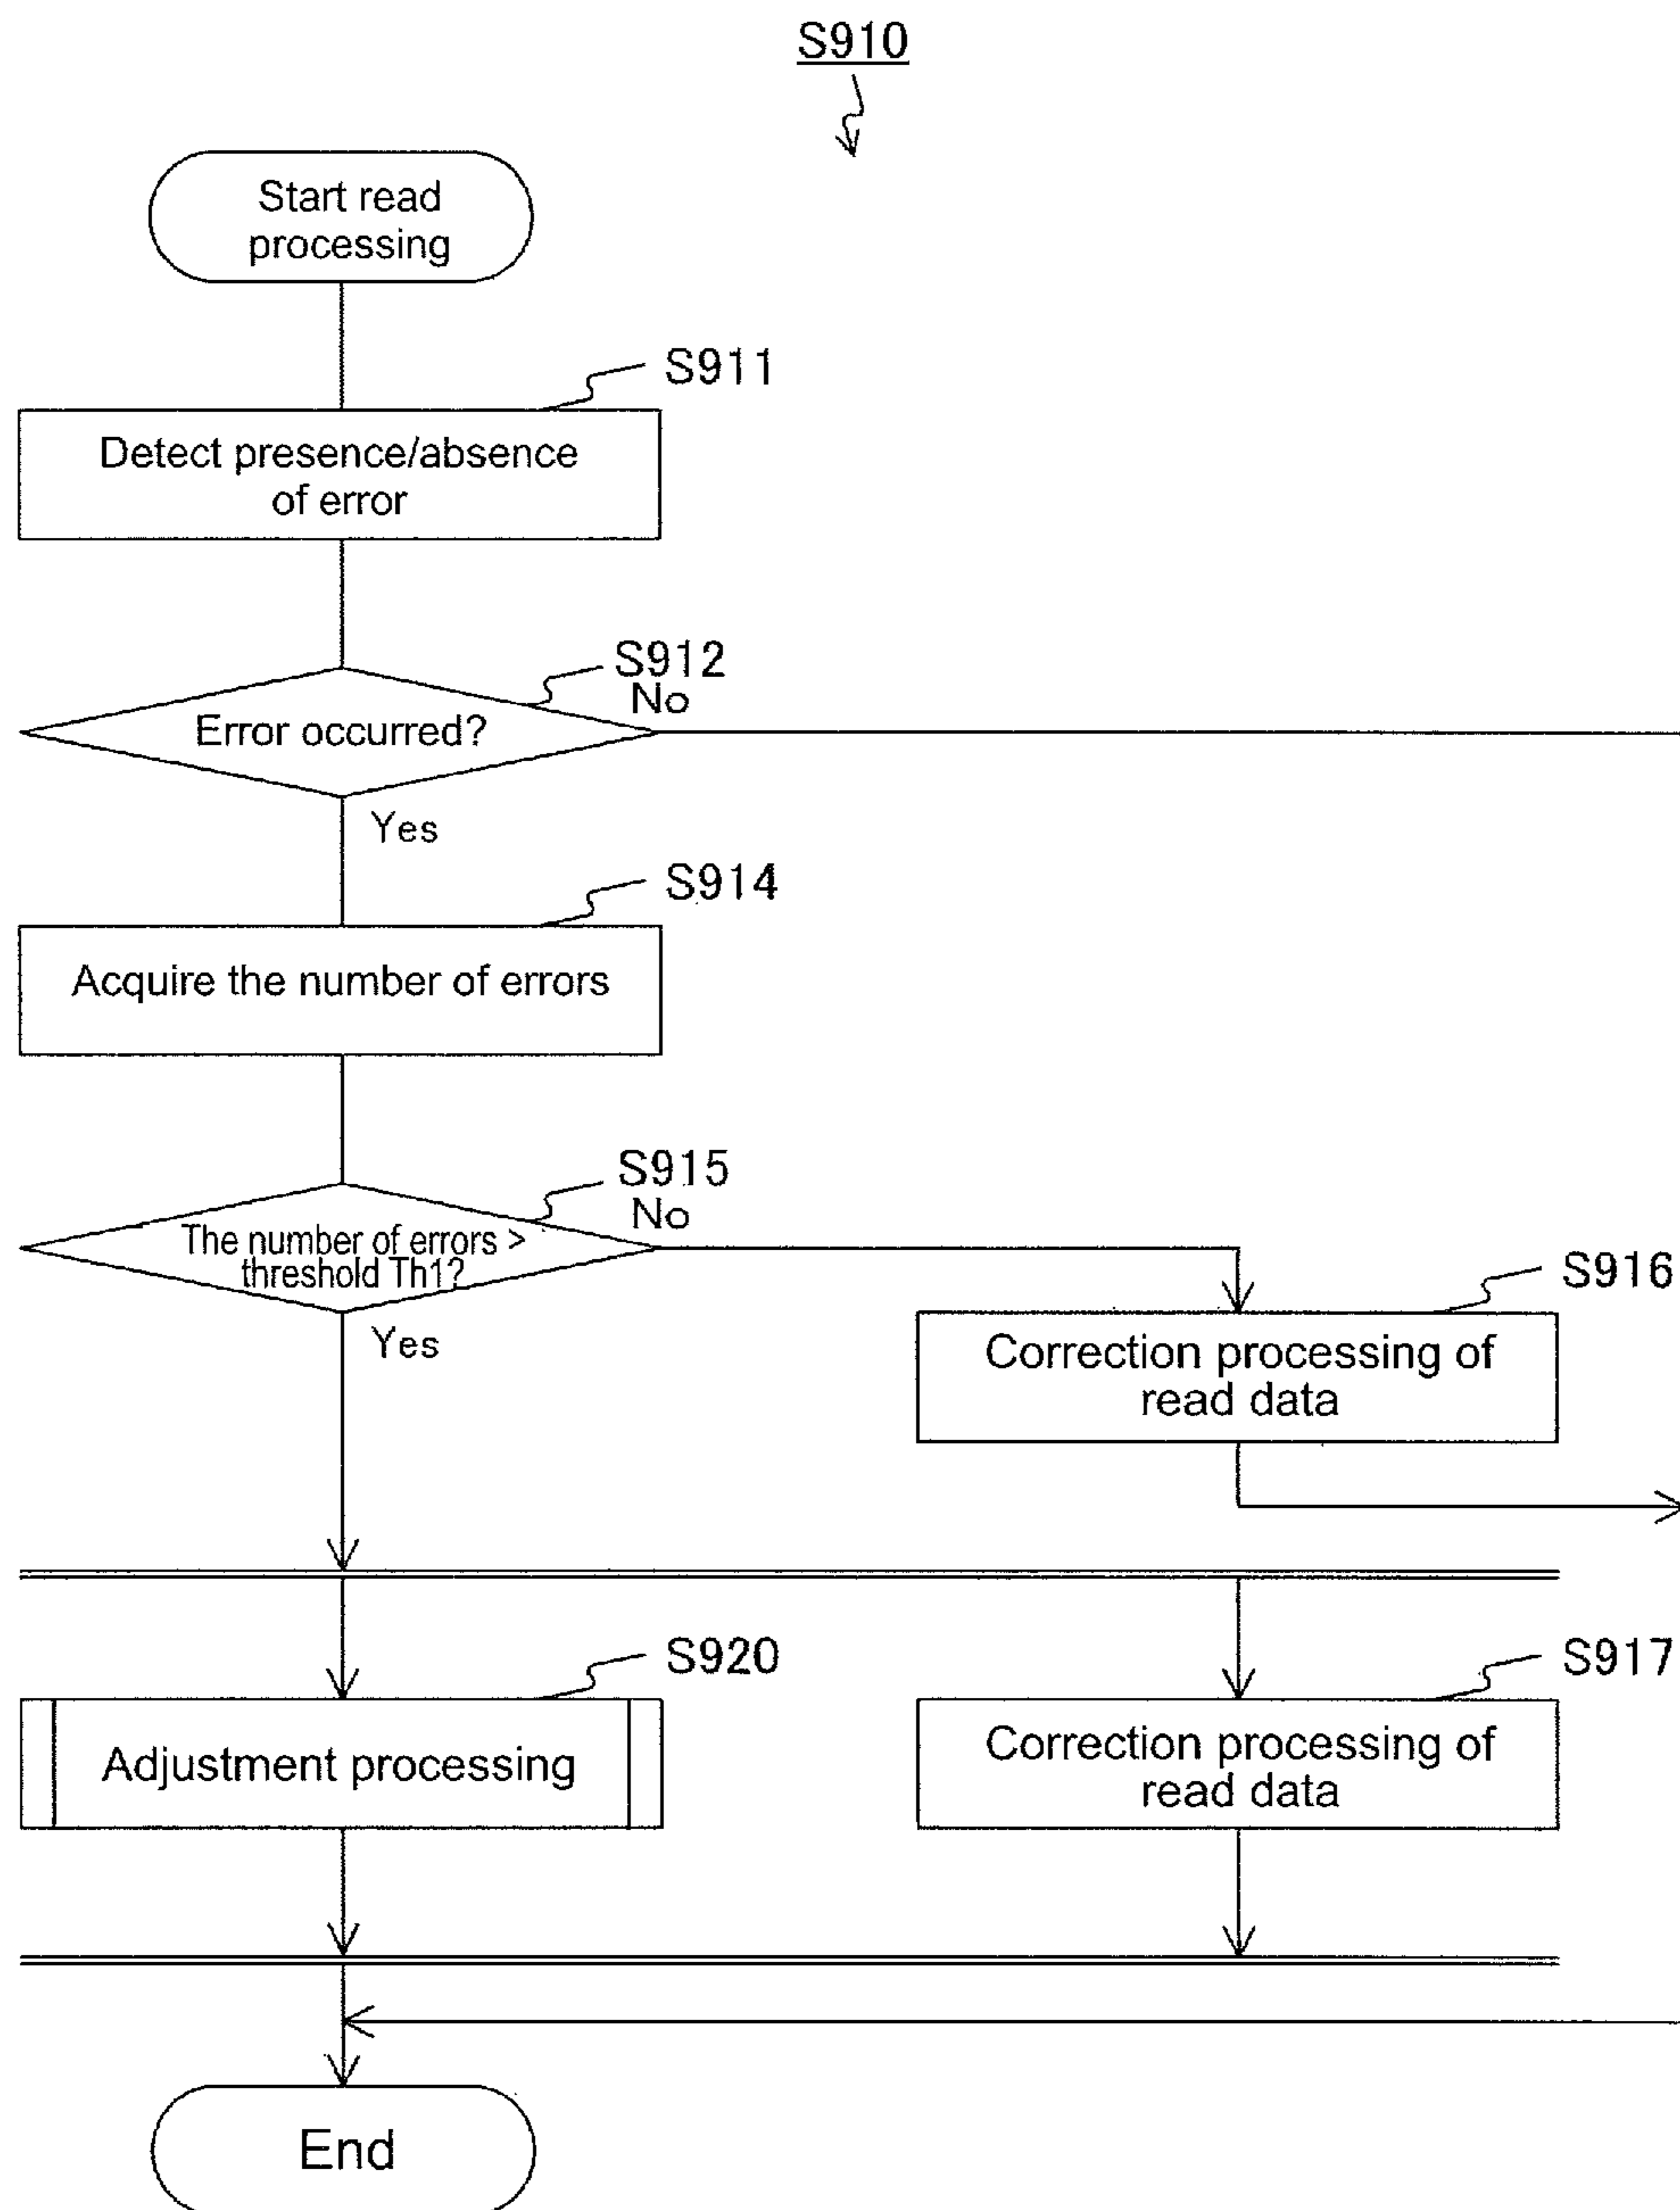 S910
Start read
processing
S911
Detect presence/absence
of error
S912
No
Error occurred?
Yes
S914
Acquire the number of errors
S915
No
The number of errors >
threshold Th1?
Yes
S916
Correction processing of
read data
S920
Adjustment processing
S917
Correction processing of
read data
End